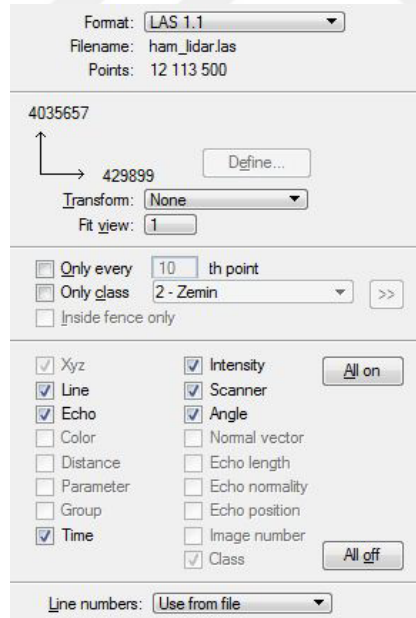 Format: LAS 1.1
Filename: ham_lidar.las
Points: 12 113 500
4035657
429899
Define...
Transform: None
Fit view: 1
Only every 10 th point
Only class 2 - Zemin >>
Inside fence only
Xyz Intensity All on
Line Scanner
Echo Angle
Color Normal vector
Distance Echo length
Parameter Echo normality
Group Echo position
Time Image number
Class All off
Line numbers: Use from file